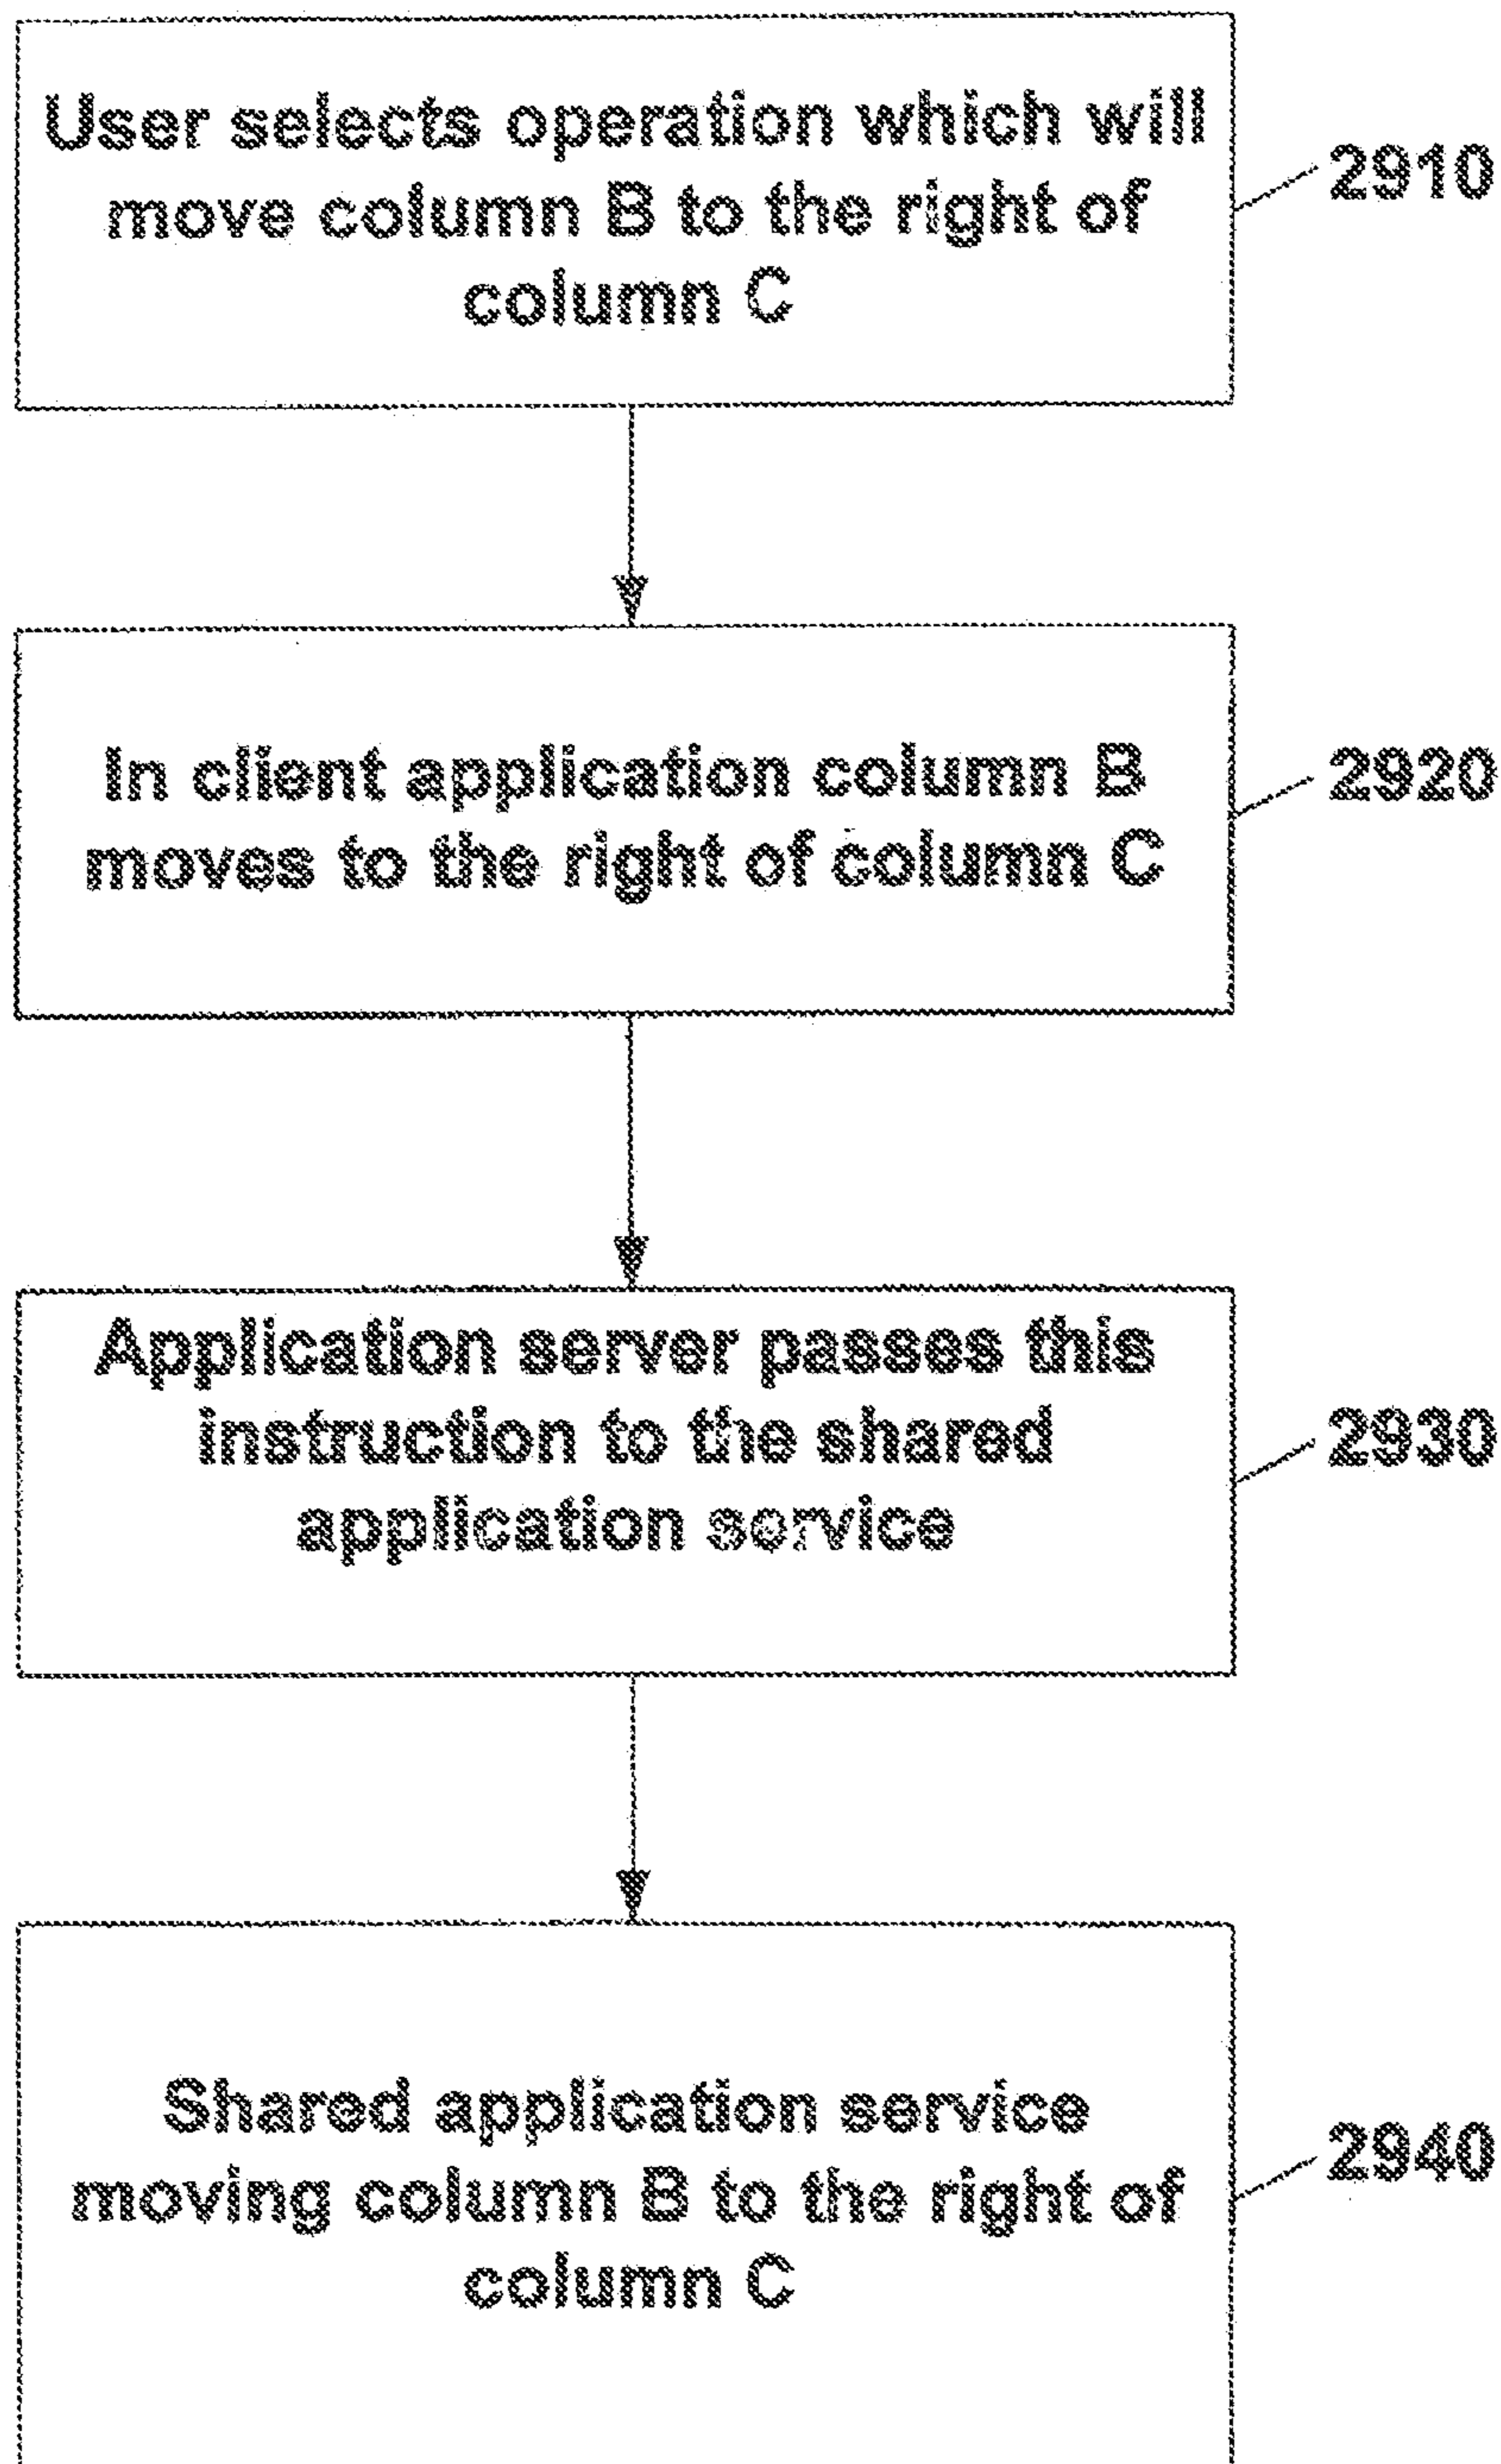 User selects operation which will
move column B to the right of
column C
2910
In client application column B
moves to the right of column C
2920
Application server passes this
instruction to the shared
application service
2930
Shared application service
moving column B to the right of
column C
2940